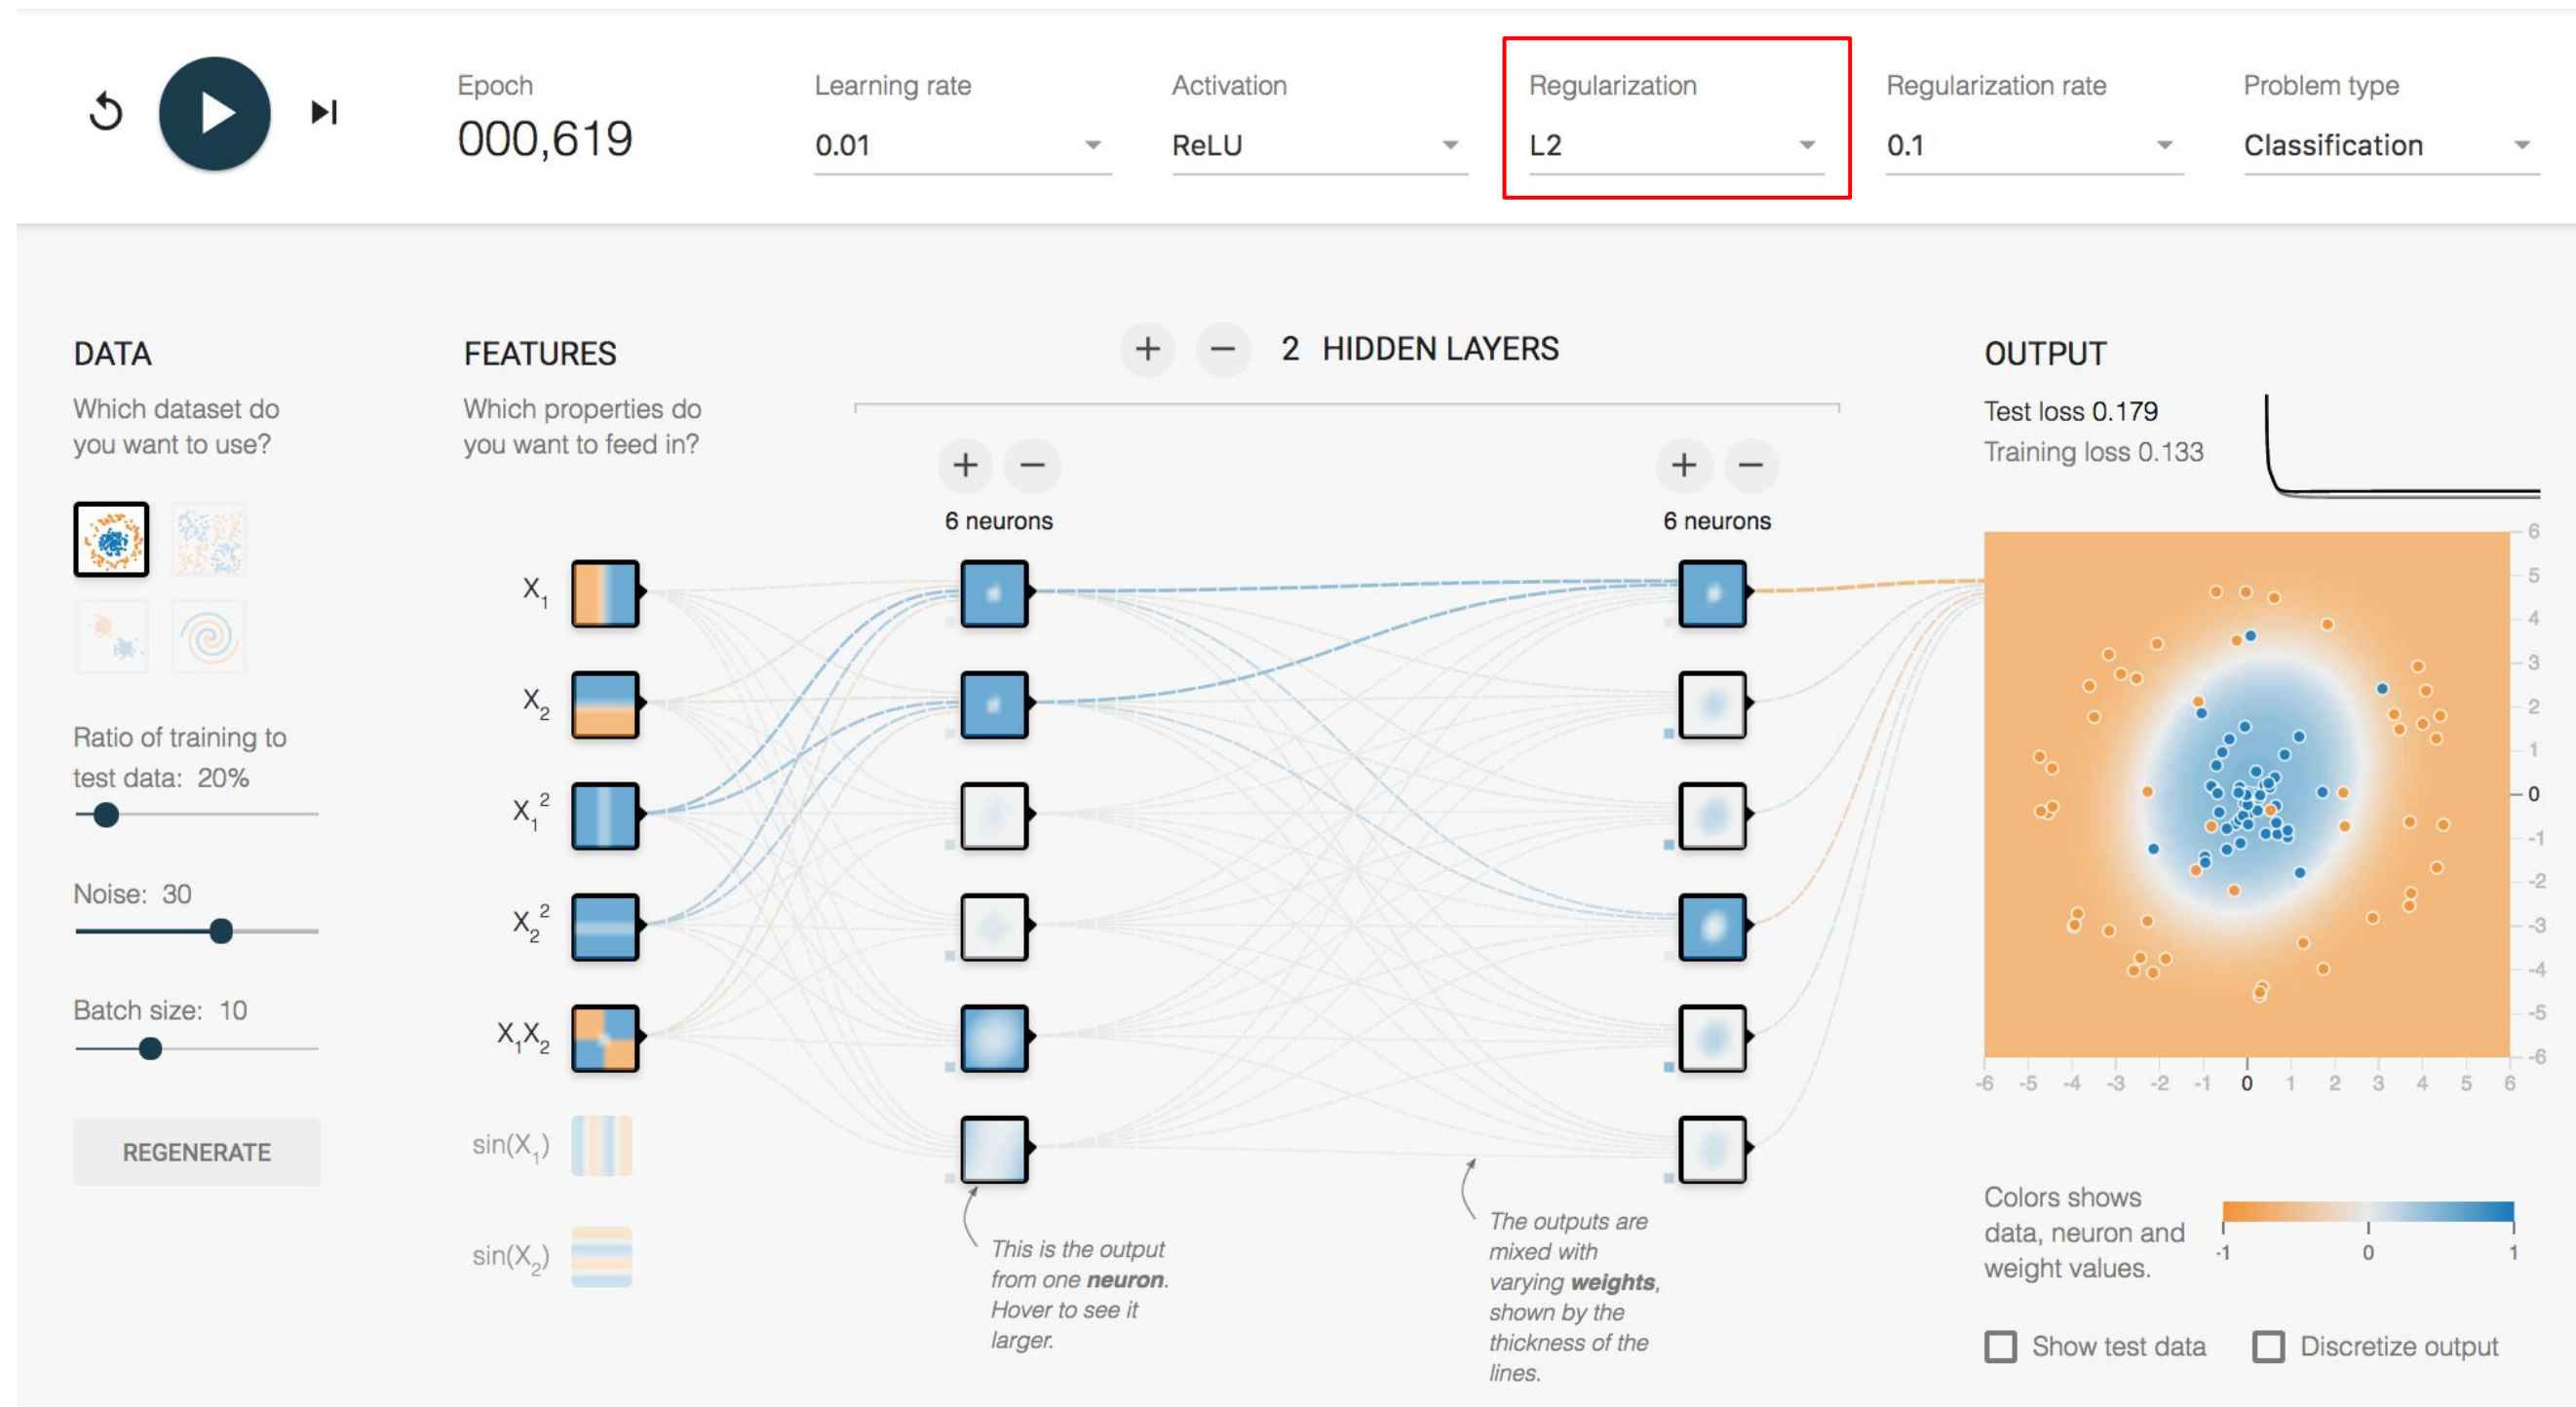 Epoch
000,619
Learning rate
0.01
Activation
ReLU
Regularization
L2
Regularization rate
0.1
Problem type
Classification
DATA
Which dataset do
you want to use?
Ratio of training to
test data: 20%
Noise: 30
Batch size: 10
REGENERATE
FEATURES
Which properties do
you want to feed in?
X1
X2
X1²
X2²
X1X2
sin(X1)
sin(X2)
+ − 2 HIDDEN LAYERS
+ −
6 neurons
+ −
6 neurons
This is the output
from one neuron.
Hover to see it
larger.
The outputs are
mixed with
varying weights,
shown by the
thickness of the
lines.
OUTPUT
Test loss 0.179
Training loss 0.133
6
5
4
3
2
1
0
-1
-2
-3
-4
-5
-6
-6 -5 -4 -3 -2 -1 0 1 2 3 4 5 6
Colors shows
data, neuron and
weight values.
-1 0 1
Show test data
Discretize output